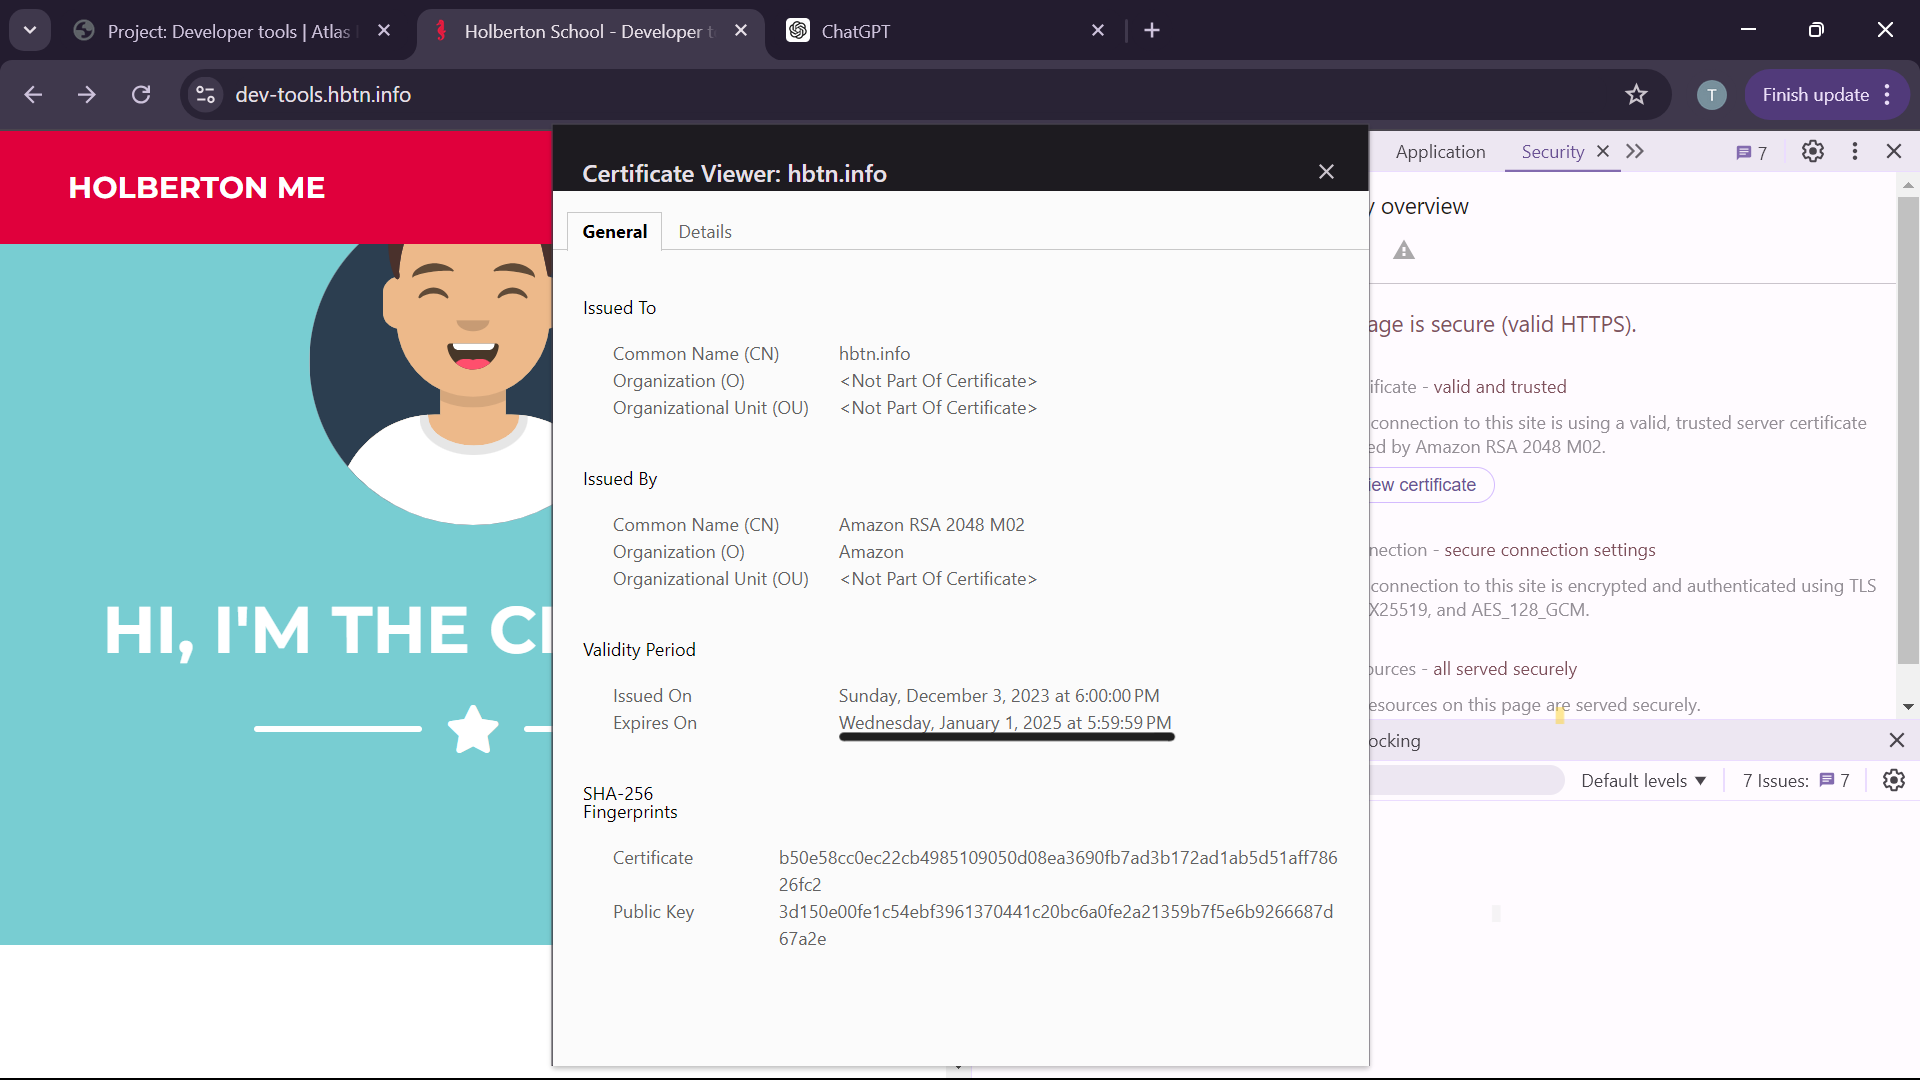 Project: Developer tools | Atlas
Holberton School - Developer t
ChatGPT
dev-tools.hbtn.info
T
Finish update
HOLBERTON ME
HI, I'M THE C
Certificate Viewer: hbtn.info
General
Details
Issued To
Common Name (CN) hbtn.info
Organization (O) <Not Part Of Certificate>
Organizational Unit (OU) <Not Part Of Certificate>
Issued By
Common Name (CN) Amazon RSA 2048 M02
Organization (O) Amazon
Organizational Unit (OU) <Not Part Of Certificate>
Validity Period
Issued On Sunday, December 3, 2023 at 6:00:00 PM
Expires On Wednesday, January 1, 2025 at 5:59:59 PM
SHA-256
Fingerprints
Certificate b50e58cc0ec22cb4985109050d08ea3690fb7ad3b172ad1ab5d51aff786
26fc2
Public Key 3d150e00fe1c54ebf3961370441c20bc6a0fe2a21359b7f5e6b9266687d
67a2e
Application
Security
7
y overview
age is secure (valid HTTPS).
ificate - valid and trusted
connection to this site is using a valid, trusted server certificate
ed by Amazon RSA 2048 M02.
iew certificate
nection - secure connection settings
connection to this site is encrypted and authenticated using TLS
X25519, and AES_128_GCM.
ources - all served securely
esources on this page are served securely.
ocking
Default levels
7 Issues: 7